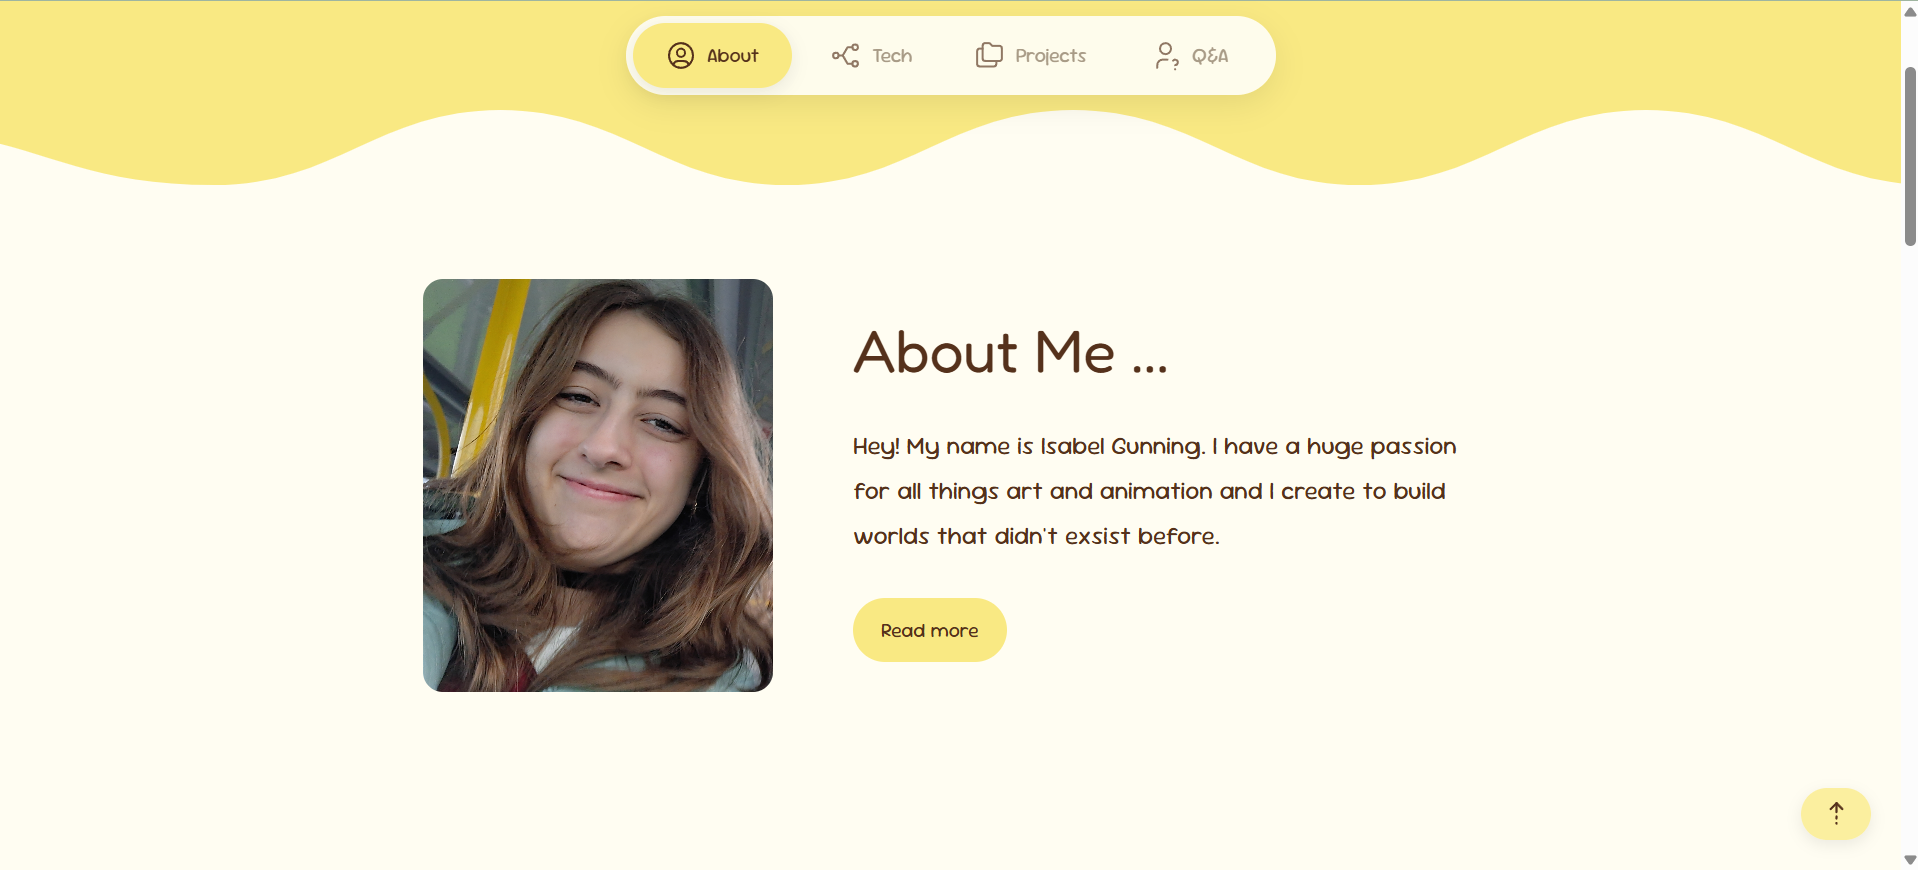 About
Tech
Projects
Q&A
About Me ...
Hey! My name is Isabel Gunning. I have a huge passion
for all things art and animation and I create to build
worlds that didn't exsist before.
Read more